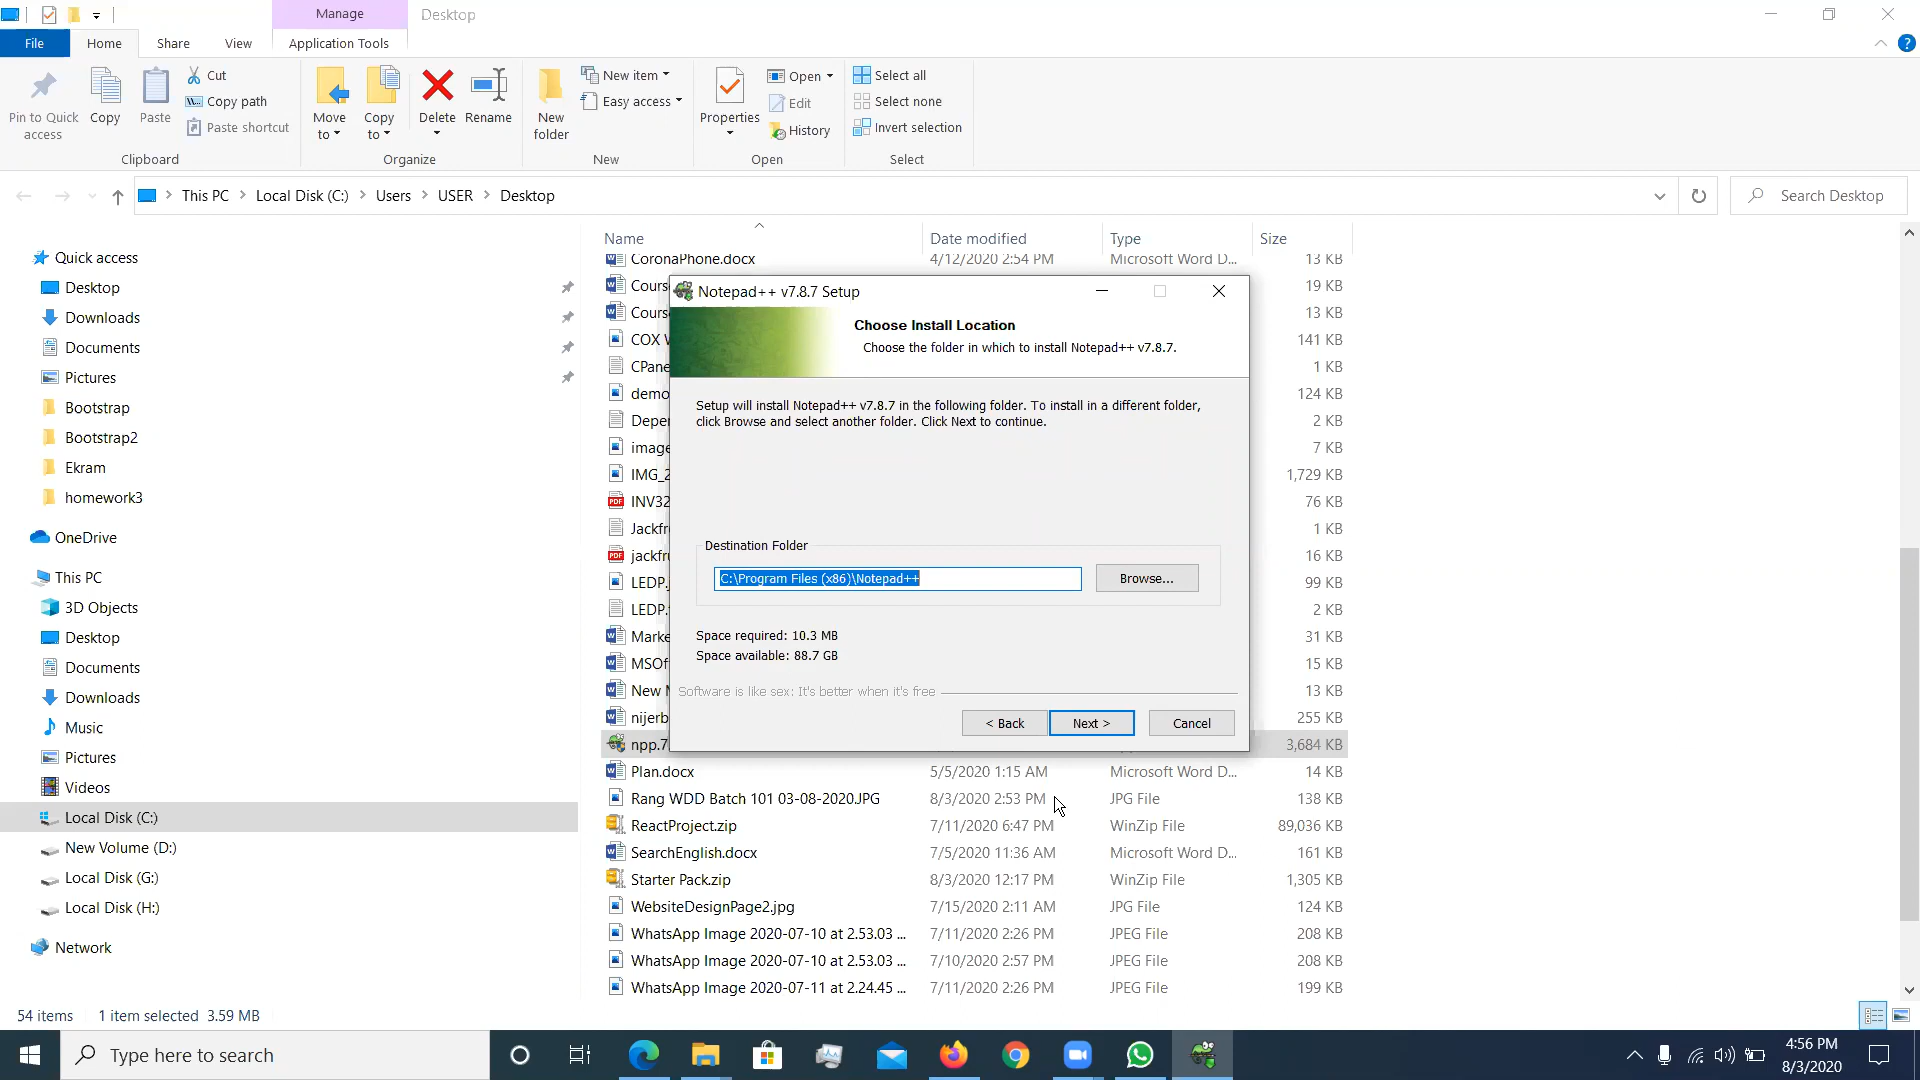 Manage
Desktop
File
Home
Share
View
Application Tools
Pin to Quick access
Copy
Paste
Cut
Copy path
Paste shortcut
Clipboard
Move to
Copy to
Delete
Rename
Organize
New folder
New item
Easy access
New
Properties
Open
Edit
History
Open
Select all
Select none
Invert selection
Select
This PC > Local Disk (C:) > Users > USER > Desktop
Search Desktop
Quick access
Desktop
Downloads
Documents
Pictures
Bootstrap
Bootstrap2
Ekram
homework3
OneDrive
This PC
3D Objects
Desktop
Documents
Downloads
Music
Pictures
Videos
Local Disk (C:)
New Volume (D:)
Local Disk (G:)
Local Disk (H:)
Network
Name Date modified Type Size
CoronaPhone.docx 4/12/2020 2:54 PM Microsoft Word D... 13 KB
Cours 19 KB
Cours 13 KB
COX 141 KB
CPane 1 KB
demo 124 KB
Deper 2 KB
image 7 KB
IMG_2 1,729 KB
INV32 76 KB
Jackfr 1 KB
jackfr 16 KB
LEDP. 99 KB
LEDP. 2 KB
Marke 31 KB
MSOf 15 KB
New 13 KB
nijerb 255 KB
npp.7 3,684 KB
Plan.docx 5/5/2020 1:15 AM Microsoft Word D... 14 KB
Rang WDD Batch 101 03-08-2020.JPG 8/3/2020 2:53 PM JPG File 138 KB
ReactProject.zip 7/11/2020 6:47 PM WinZip File 89,036 KB
SearchEnglish.docx 7/5/2020 11:36 AM Microsoft Word D... 161 KB
Starter Pack.zip 8/3/2020 12:17 PM WinZip File 1,305 KB
WebsiteDesignPage2.jpg 7/15/2020 2:11 AM JPG File 124 KB
WhatsApp Image 2020-07-10 at 2.53.03 ... 7/11/2020 2:26 PM JPEG File 208 KB
WhatsApp Image 2020-07-10 at 2.53.03 ... 7/10/2020 2:57 PM JPEG File 208 KB
WhatsApp Image 2020-07-11 at 2.24.45 ... 7/11/2020 2:26 PM JPEG File 199 KB
Notepad++ v7.8.7 Setup
Choose Install Location
Choose the folder in which to install Notepad++ v7.8.7.
Setup will install Notepad++ v7.8.7 in the following folder. To install in a different folder,
click Browse and select another folder. Click Next to continue.
Destination Folder
C:\Program Files (x86)\Notepad++
Browse...
Space required: 10.3 MB
Space available: 88.7 GB
Software is like sex: It's better when it's free
< Back
Next >
Cancel
54 items 1 item selected 3.59 MB
Type here to search
4:56 PM
8/3/2020